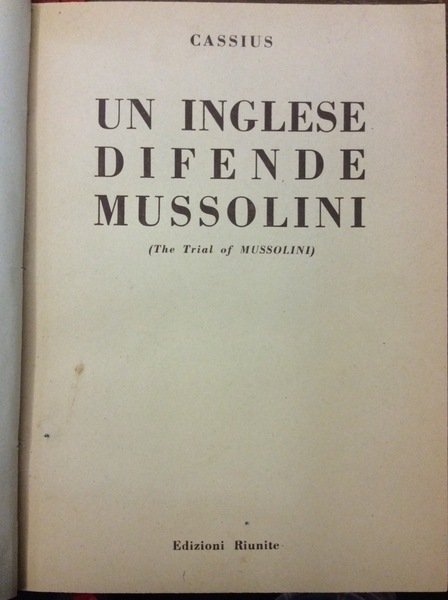 CASSIUS
UN INGLESE
DIFENDE
MUSSOLINI
(The Trial of MUSSOLINI)
Edizioni Riunite